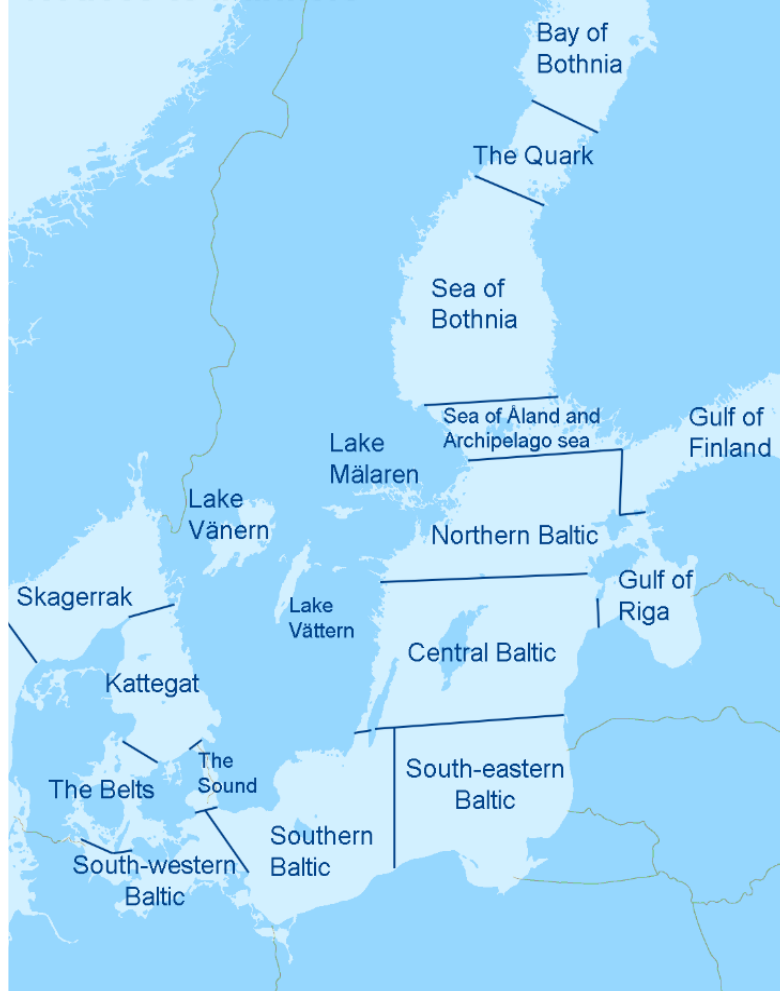 Bay of
Bothnia
The Quark
Sea of
Bothnia
Sea of Åland and
Archipelago sea
Gulf of
Finland
Lake
Mälaren
Lake
Vänern
Northern Baltic
Skagerrak
Lake
Vättern
Gulf of
Riga
Central Baltic
Kattegat
The
Sound
The Belts
South-eastern
Baltic
Southern
Baltic
South-western
Baltic